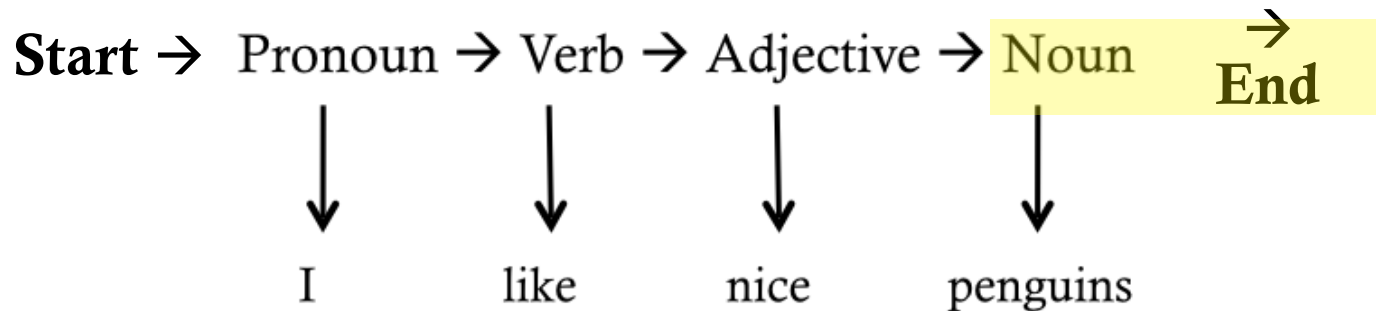 Start → Pronoun → Verb → Adjective → Noun →
End
I like nice penguins